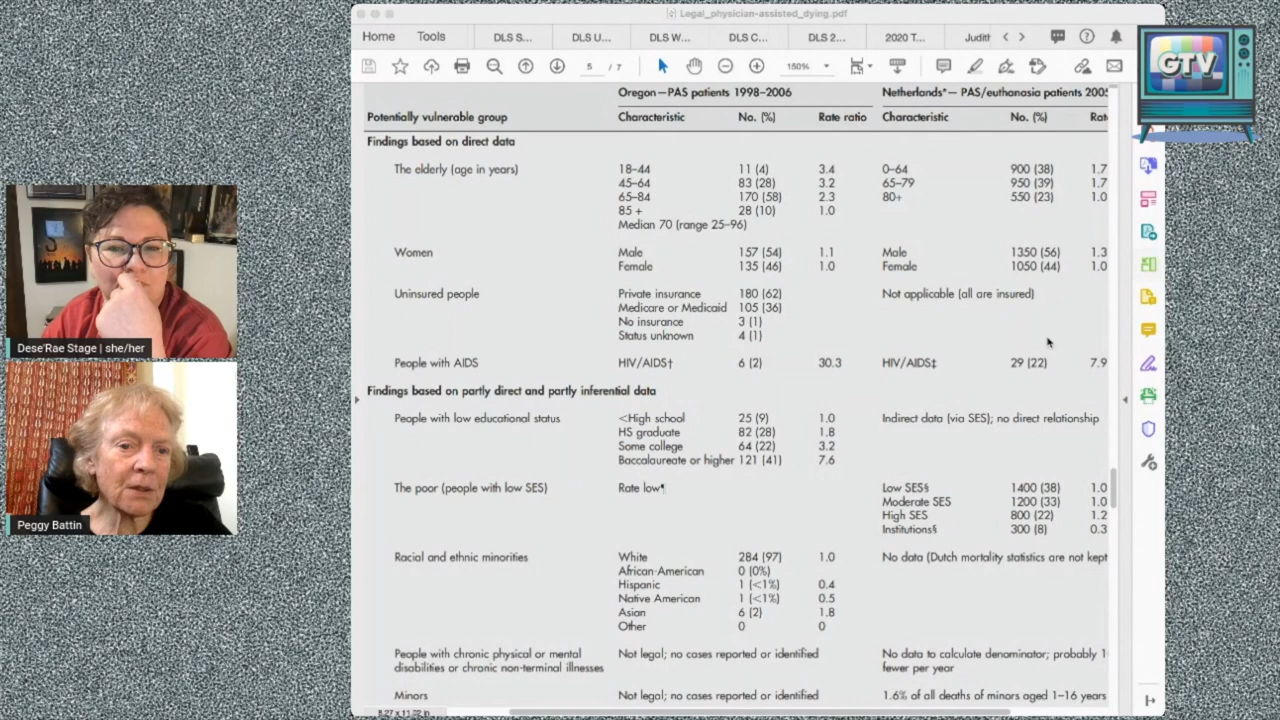 Legal_physician-assisted_dying.pdf
Home Tools DLS S... DLS U... DLS W... DLS C... DLS 2... 2020 T... Judith
5 / 7 150%
GTV
Oregon—PAS patients 1998–2006 Netherlands*— PAS/euthanasia patients 2005
Potentially vulnerable group Characteristic No. (%) Rate ratio Characteristic No. (%) Rate
Findings based on direct data
The elderly (age in years) 18–44 11 (4) 3.4 0–64 900 (38) 1.7
45–64 83 (28) 3.2 65–79 950 (39) 1.7
65–84 170 (58) 2.3 80+ 550 (23) 1.0
85 + 28 (10) 1.0
Median 70 (range 25–96)
Women Male 157 (54) 1.1 Male 1350 (56) 1.3
Female 135 (46) 1.0 Female 1050 (44) 1.0
Uninsured people Private insurance 180 (62) Not applicable (all are insured)
Medicare or Medicaid 105 (36)
No insurance 3 (1)
Status unknown 4 (1)
People with AIDS HIV/AIDS† 6 (2) 30.3 HIV/AIDS‡ 29 (22) 7.9
Findings based on partly direct and partly inferential data
People with low educational status <High school 25 (9) 1.0 Indirect data (via SES); no direct relationship
HS graduate 82 (28) 1.8
Some college 64 (22) 3.2
Baccalaureate or higher 121 (41) 7.6
The poor (people with low SES) Rate low¶ Low SES§ 1400 (38) 1.0
Moderate SES 1200 (33) 1.0
High SES 800 (22) 1.2
Institutions§ 300 (8) 0.3
Racial and ethnic minorities White 284 (97) 1.0 No data (Dutch mortality statistics are not kept
African-American 0 (0%)
Hispanic 1 (<1%) 0.4
Native American 1 (<1%) 0.5
Asian 6 (2) 1.8
Other 0 0
People with chronic physical or mental Not legal; no cases reported or identified No data to calculate denominator; probably
disabilities or chronic non-terminal illnesses fewer per year
Minors Not legal; no cases reported or identified 1.6% of all deaths of minors aged 1–16 years
Dese'Rae Stage | she/her
Peggy Battin